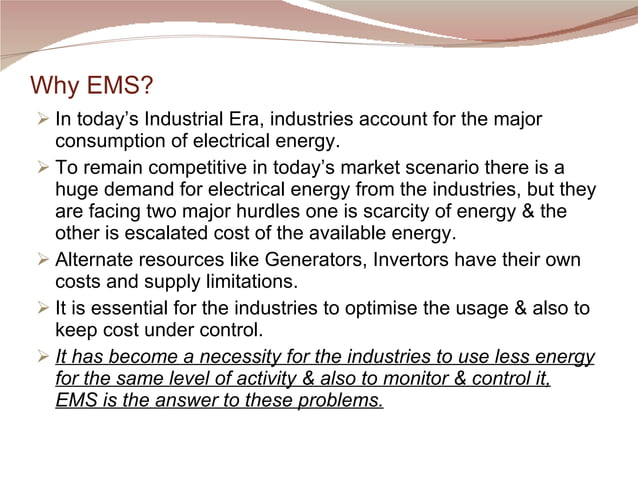 Why EMS?
➢ In today’s Industrial Era, industries account for the major
consumption of electrical energy.
➢ To remain competitive in today’s market scenario there is a
huge demand for electrical energy from the industries, but they
are facing two major hurdles one is scarcity of energy & the
other is escalated cost of the available energy.
➢ Alternate resources like Generators, Invertors have their own
costs and supply limitations.
➢ It is essential for the industries to optimise the usage & also to
keep cost under control.
➢ It has become a necessity for the industries to use less energy
for the same level of activity & also to monitor & control it,
EMS is the answer to these problems.